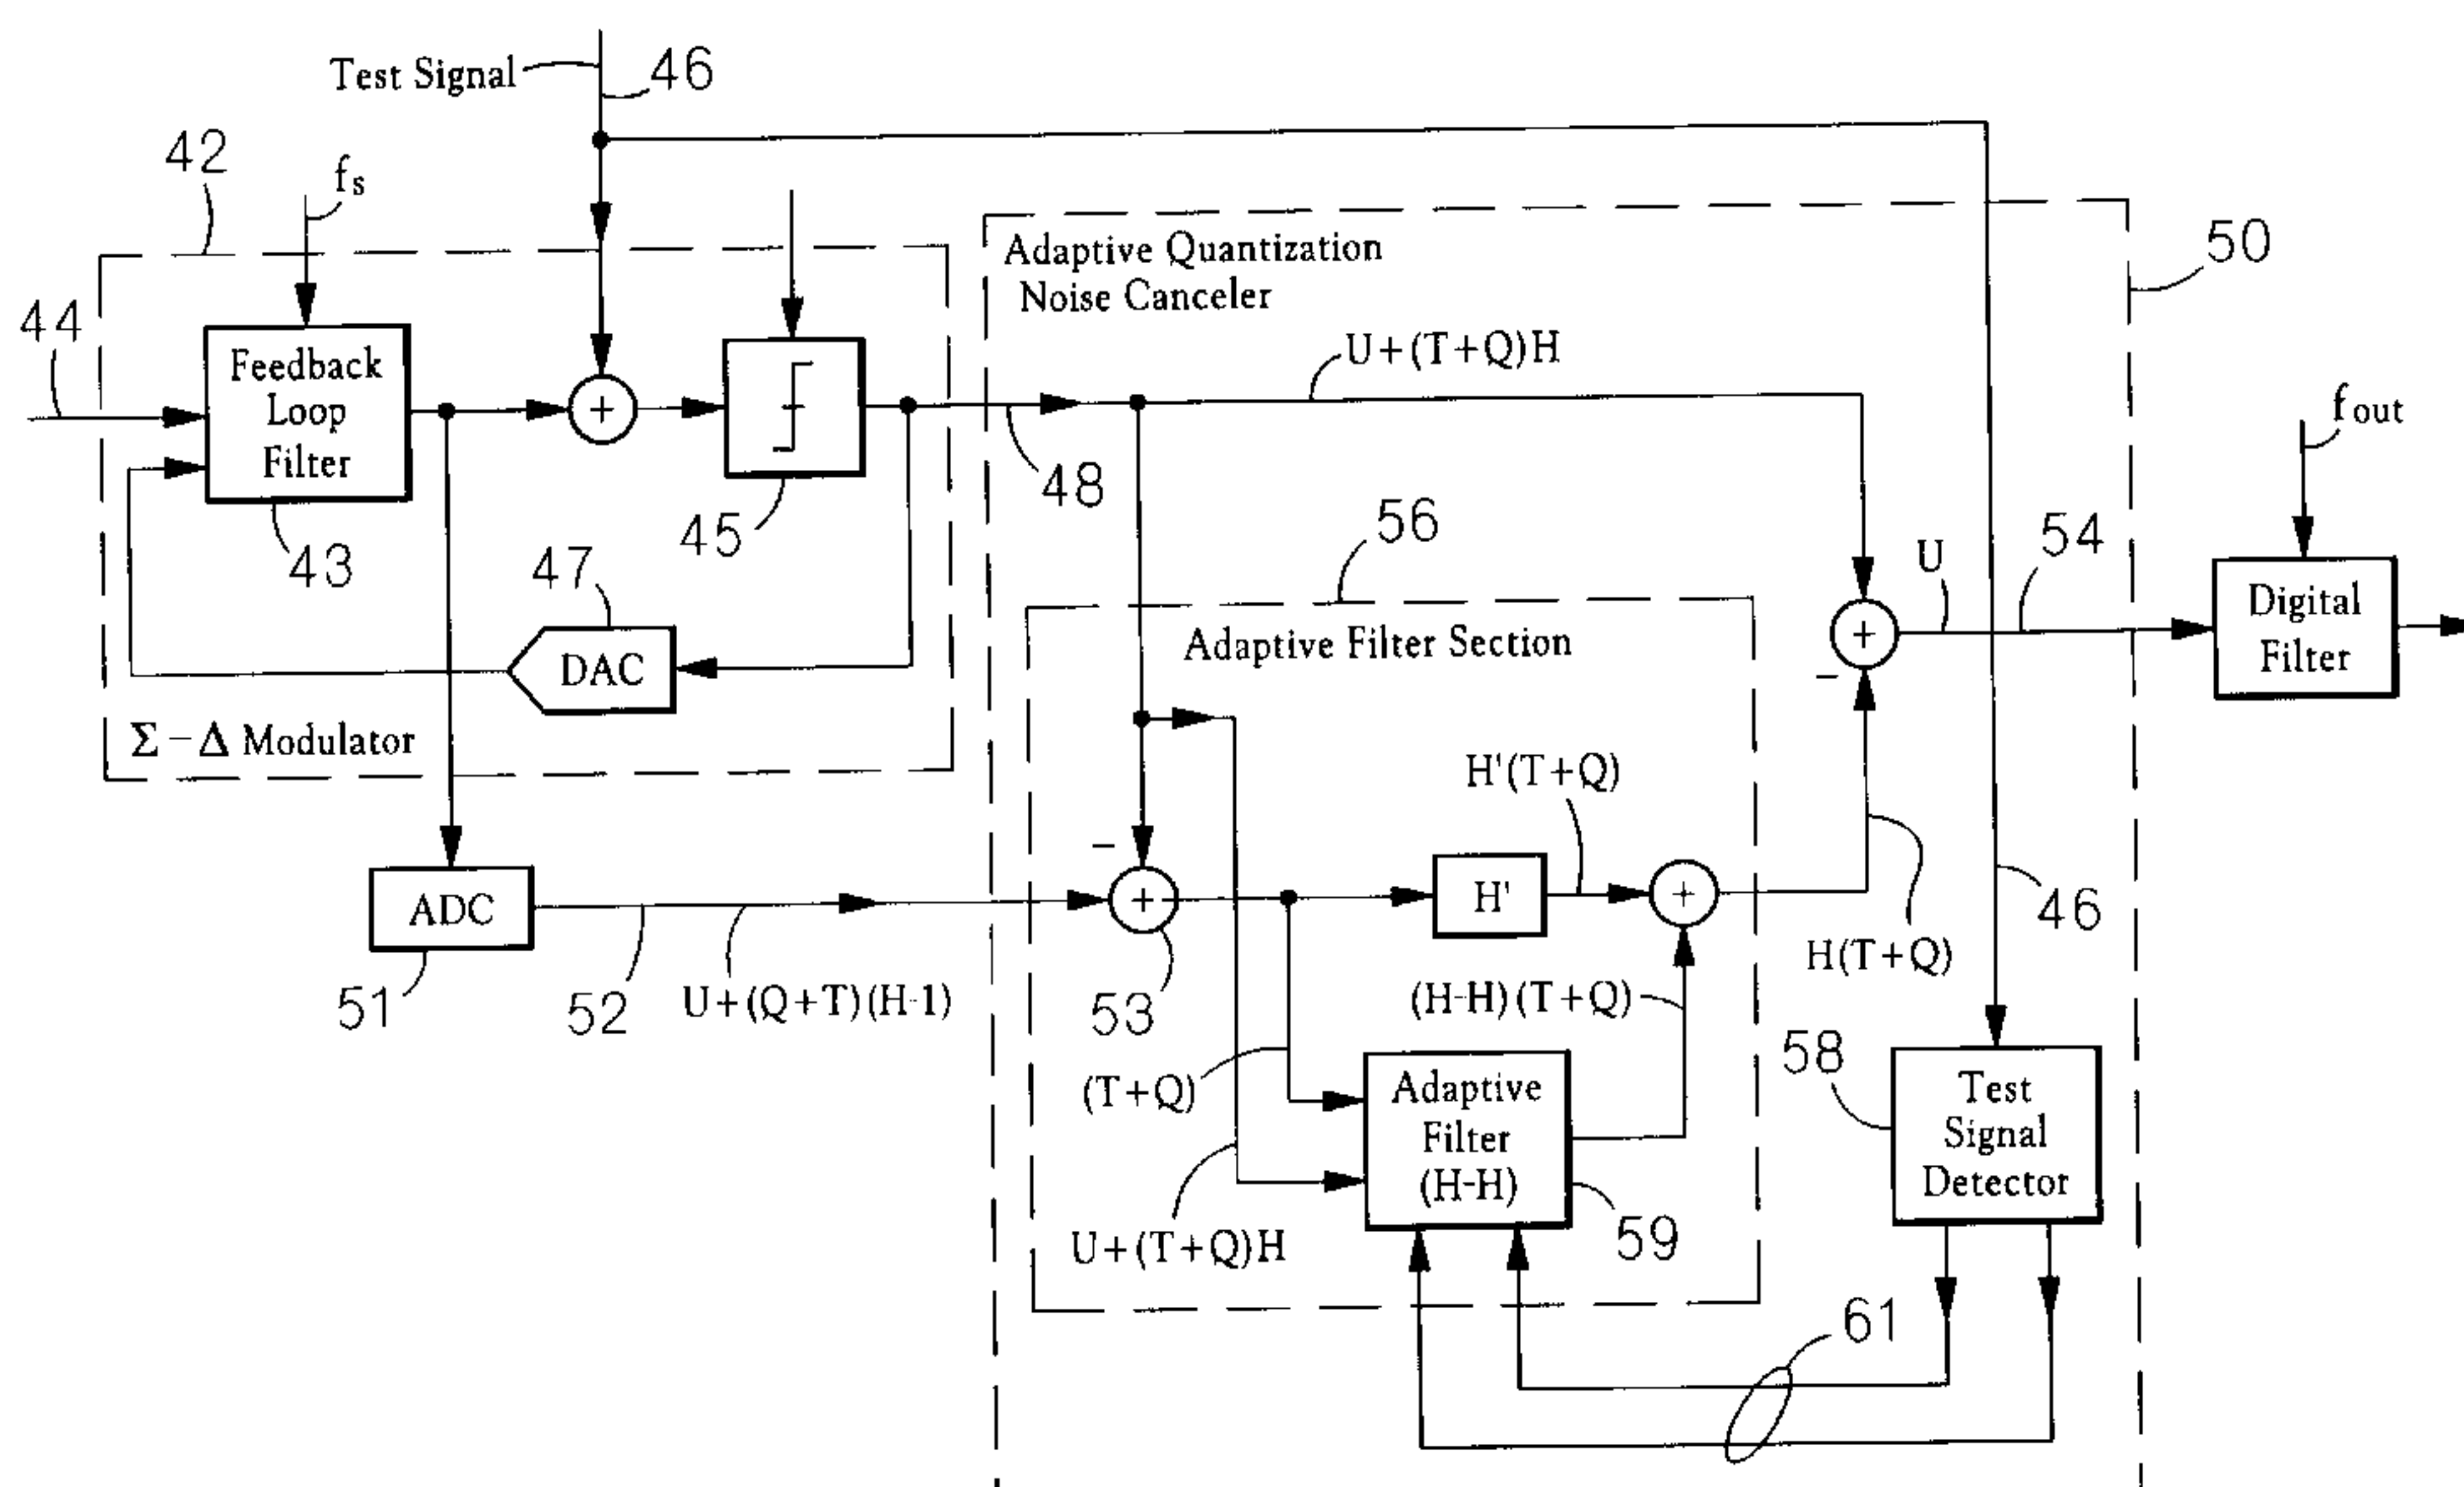 Test Signal
46
42
fs
50
Adaptive Quantization
Noise Canceler
44
Feedback
Loop
Filter
+
U+(T+Q)H
fout
48
43
45
56
47
DAC
Adaptive Filter Section
U
54
+
-
Digital
Filter
Σ-Δ Modulator
H'(T+Q)
-
ADC
+
H'
+
46
51
52
U+(Q+T)(H-1)
53
H(T+Q)
(H-H)(T+Q)
58
(T+Q)
Adaptive
Filter
(H-H)
Test
Signal
Detector
59
U+(T+Q)H
61